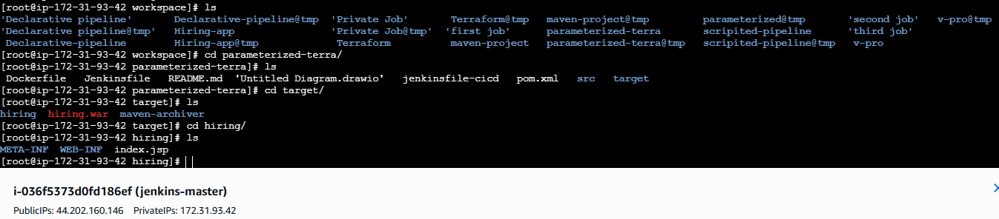 [root@ip-172-31-93-42 workspace]# ls
'Declarative pipeline' Declarative-pipeline@tmp 'Private Job' Terraform@tmp maven-project@tmp parameterized@tmp 'second job' v-pro@tmp
'Declarative pipeline@tmp' Hiring-app 'Private Job@tmp' 'first job' parameterized-terra scripited-pipeline 'third job'
Declarative-pipeline Hiring-app@tmp Terraform maven-project parameterized-terra@tmp scripited-pipeline@tmp v-pro
[root@ip-172-31-93-42 workspace]# cd parameterized-terra/
[root@ip-172-31-93-42 parameterized-terra]# ls
Dockerfile Jenkinsfile README.md 'Untitled Diagram.drawio' jenkinsfile-cicd pom.xml src target
[root@ip-172-31-93-42 parameterized-terra]# cd target/
[root@ip-172-31-93-42 target]# ls
hiring hiring.war maven-archiver
[root@ip-172-31-93-42 target]# cd hiring/
[root@ip-172-31-93-42 hiring]# ls
META-INF WEB-INF index.jsp
[root@ip-172-31-93-42 hiring]#
i-036f5373d0fd186ef (jenkins-master)
PublicIPs: 44.202.160.146 PrivateIPs: 172.31.93.42